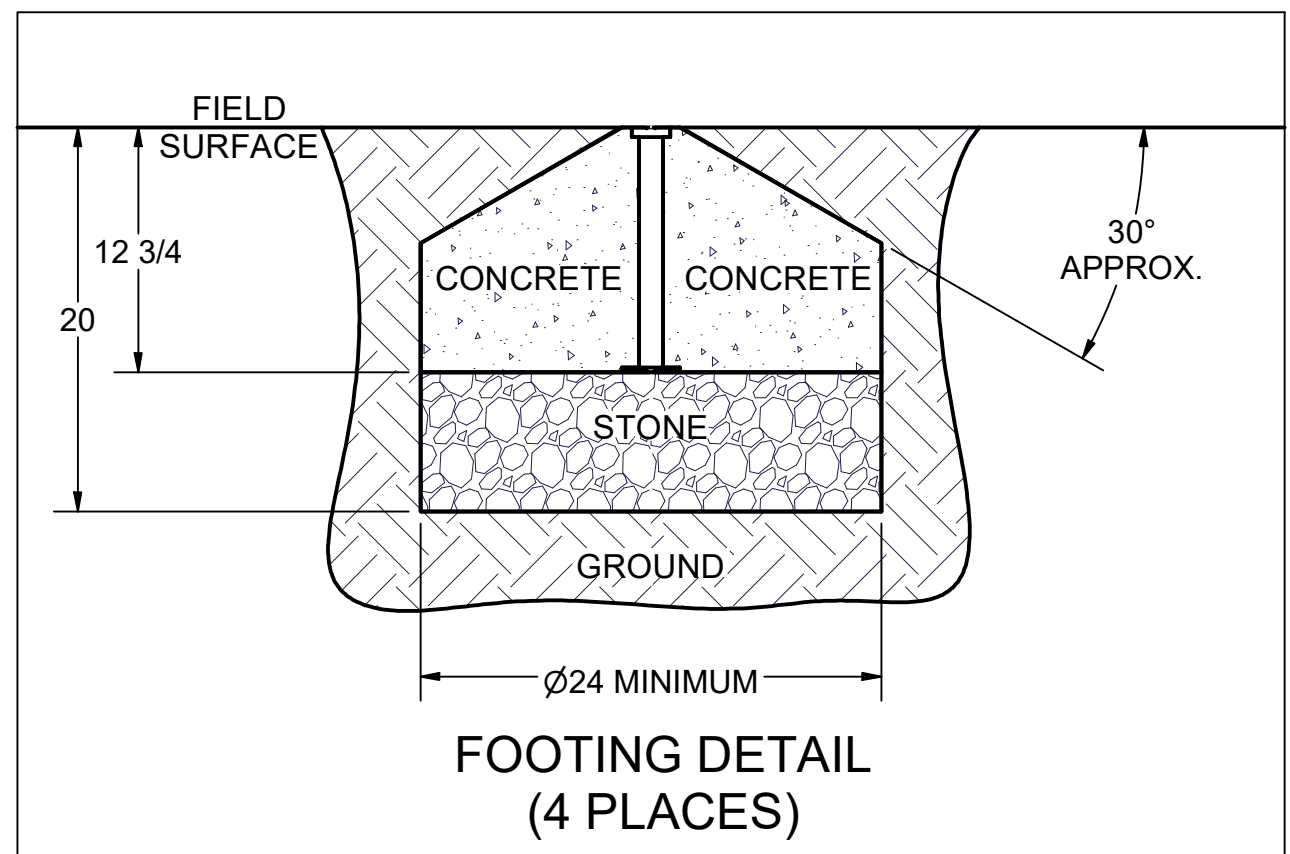 FIELD
SURFACE
12 3/4
20
30°
APPROX.
CONCRETE CONCRETE
STONE
GROUND
Ø24 MINIMUM
FOOTING DETAIL
(4 PLACES)